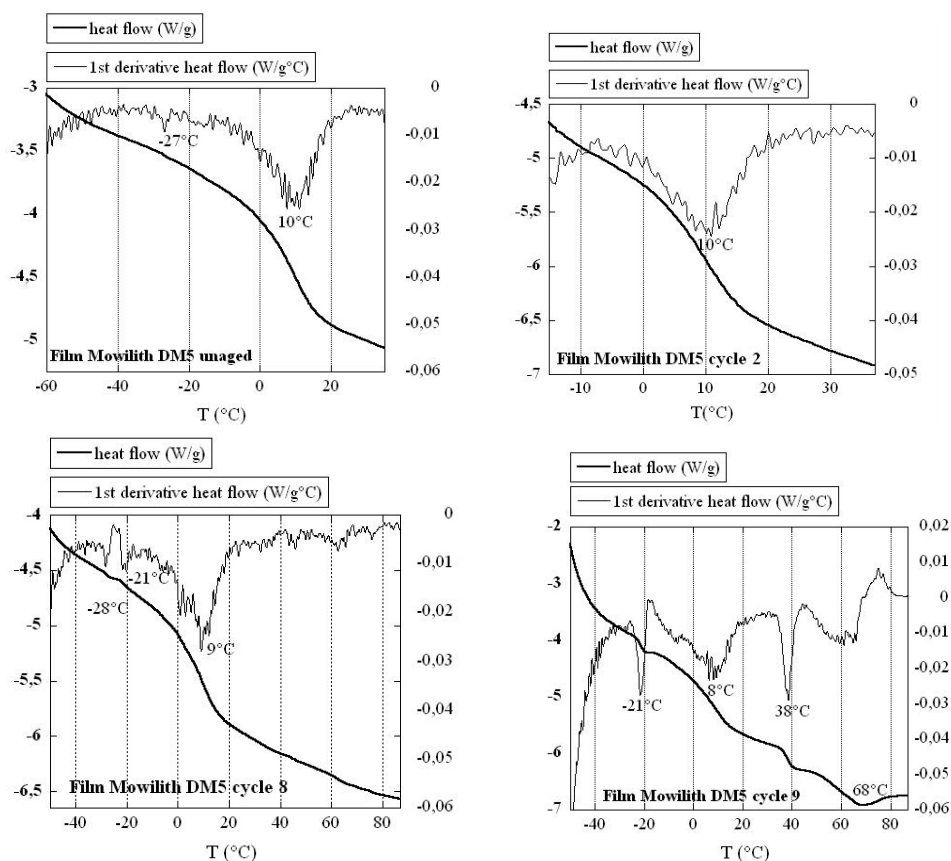 heat flow (W/g)
1st derivative heat flow (W/g°C)
-3
-3,5
-4
-4,5
-5
0
-0,01
-0,02
-0,03
-0,04
-0,05
-0,06
-27°C
10°C
Film Mowilith DM5 unaged
-60 -40 -20 0 20
T (°C)
heat flow (W/g)
1st derivative heat flow (W/g°C)
-4,5
-5
-5,5
-6
-6,5
-7
0
-0,01
-0,02
-0,03
-0,04
-0,05
10°C
Film Mowilith DM5 cycle 2
-10 0 10 20 30
T(°C)
heat flow (W/g)
1st derivative heat flow (W/g°C)
-4
-4,5
-5
-5,5
-6
-6,5
0
-0,01
-0,02
-0,03
-0,04
-0,05
-0,06
-21°C
-28°C
9°C
Film Mowilith DM5 cycle 8
-40 -20 0 20 40 60 80
T (°C)
heat flow (W/g)
1st derivative heat flow (W/g°C)
-2
-3
-4
-5
-6
-7
0,02
0,01
0
-0,01
-0,02
-0,03
-0,04
-0,05
-0,06
-21°C
8°C
38°C
68°C
Film Mowilith DM5 cycle 9
-40 -20 0 20 40 60 80
T (°C)